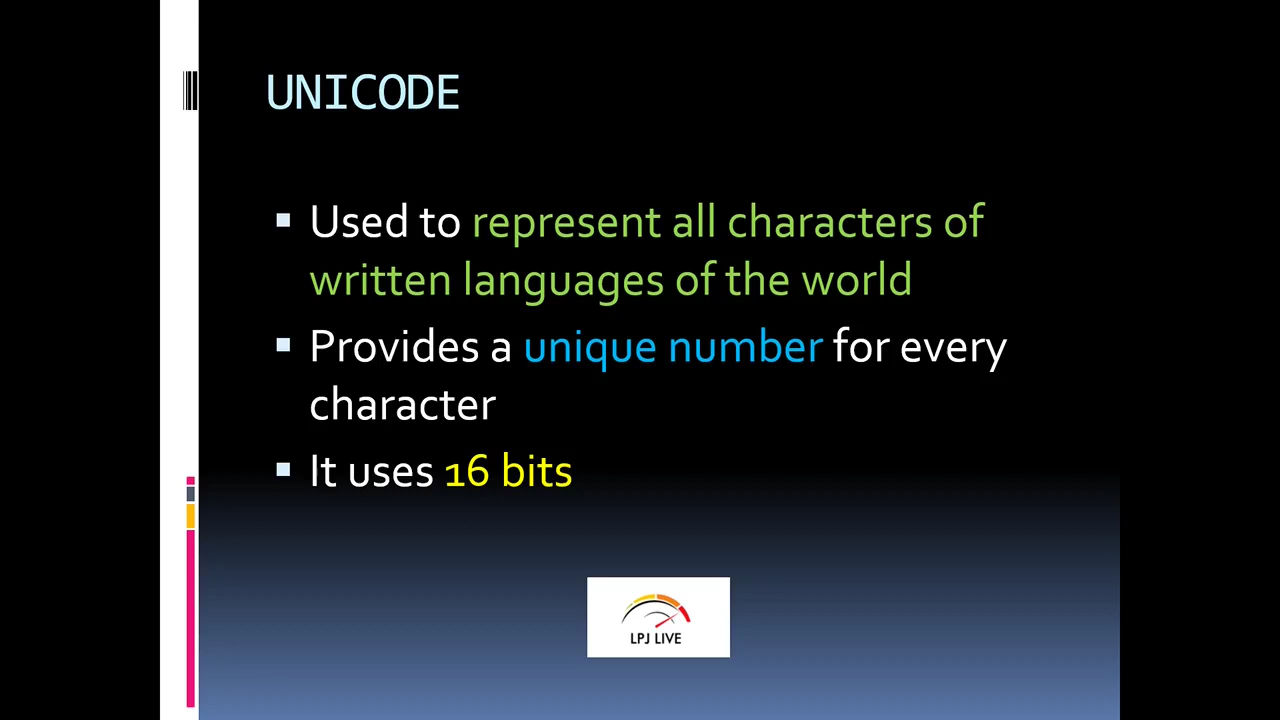 UNICODE
Used to represent all characters of
written languages of the world
Provides a unique number for every
character
It uses 16 bits
LPJ LIVE